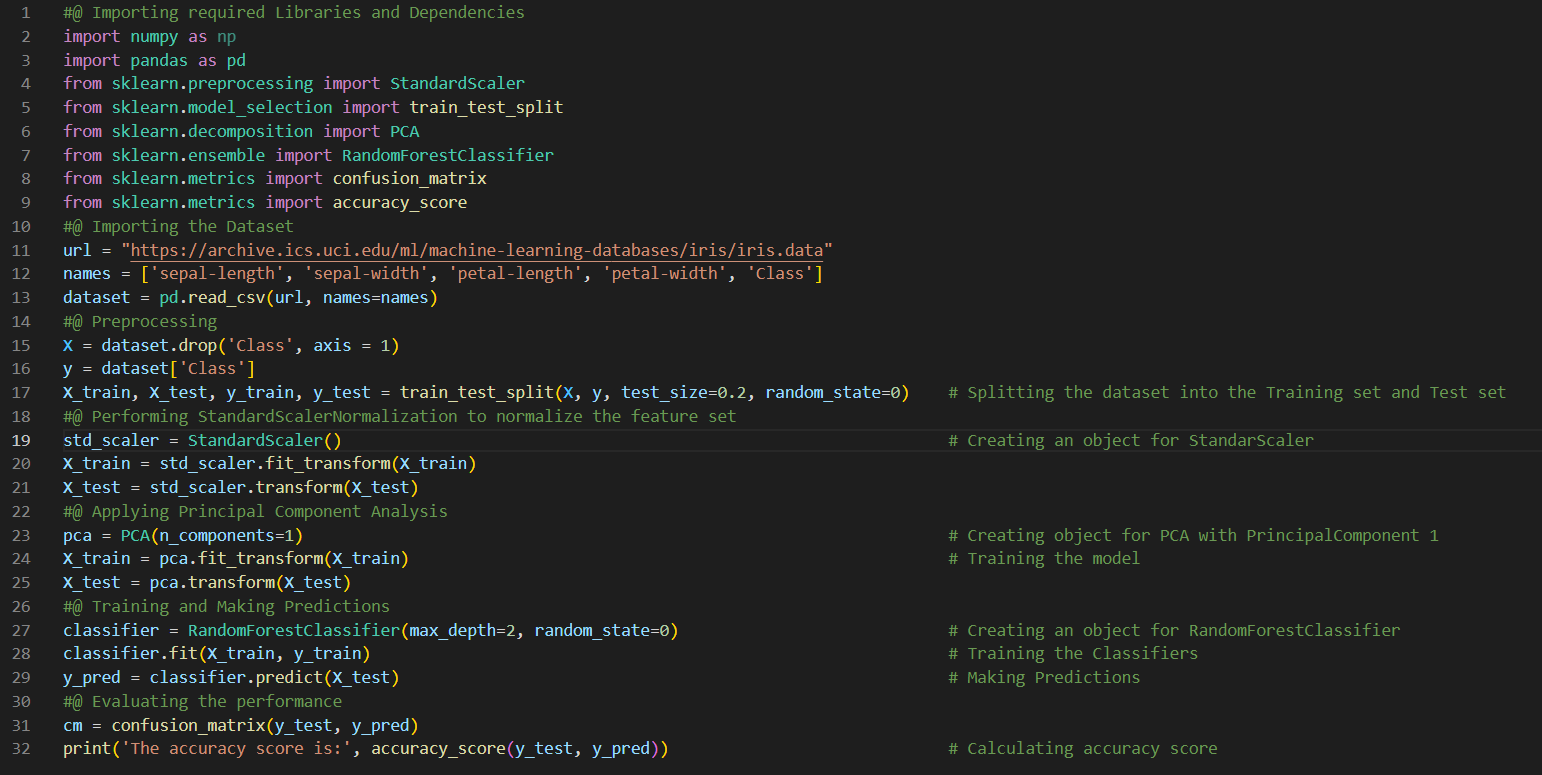 1 #@ Importing required Libraries and Dependencies
2 import numpy as np
3 import pandas as pd
4 from sklearn.preprocessing import StandardScaler
5 from sklearn.model_selection import train_test_split
6 from sklearn.decomposition import PCA
7 from sklearn.ensemble import RandomForestClassifier
8 from sklearn.metrics import confusion_matrix
9 from sklearn.metrics import accuracy_score
10 #@ Importing the Dataset
11 url = "https://archive.ics.uci.edu/ml/machine-learning-databases/iris/iris.data"
12 names = ['sepal-length', 'sepal-width', 'petal-length', 'petal-width', 'Class']
13 dataset = pd.read_csv(url, names=names)
14 #@ Preprocessing
15 X = dataset.drop('Class', axis = 1)
16 y = dataset['Class']
17 X_train, X_test, y_train, y_test = train_test_split(X, y, test_size=0.2, random_state=0)    # Splitting the dataset into the Training set and Test set
18 #@ Performing StandardScalerNormalization to normalize the feature set
19 std_scaler = StandardScaler()    # Creating an object for StandarScaler
20 X_train = std_scaler.fit_transform(X_train)
21 X_test = std_scaler.transform(X_test)
22 #@ Applying Principal Component Analysis
23 pca = PCA(n_components=1)    # Creating object for PCA with PrincipalComponent 1
24 X_train = pca.fit_transform(X_train)    # Training the model
25 X_test = pca.transform(X_test)
26 #@ Training and Making Predictions
27 classifier = RandomForestClassifier(max_depth=2, random_state=0)    # Creating an object for RandomForestClassifier
28 classifier.fit(X_train, y_train)    # Training the Classifiers
29 y_pred = classifier.predict(X_test)    # Making Predictions
30 #@ Evaluating the performance
31 cm = confusion_matrix(y_test, y_pred)
32 print('The accuracy score is:', accuracy_score(y_test, y_pred))    # Calculating accuracy score